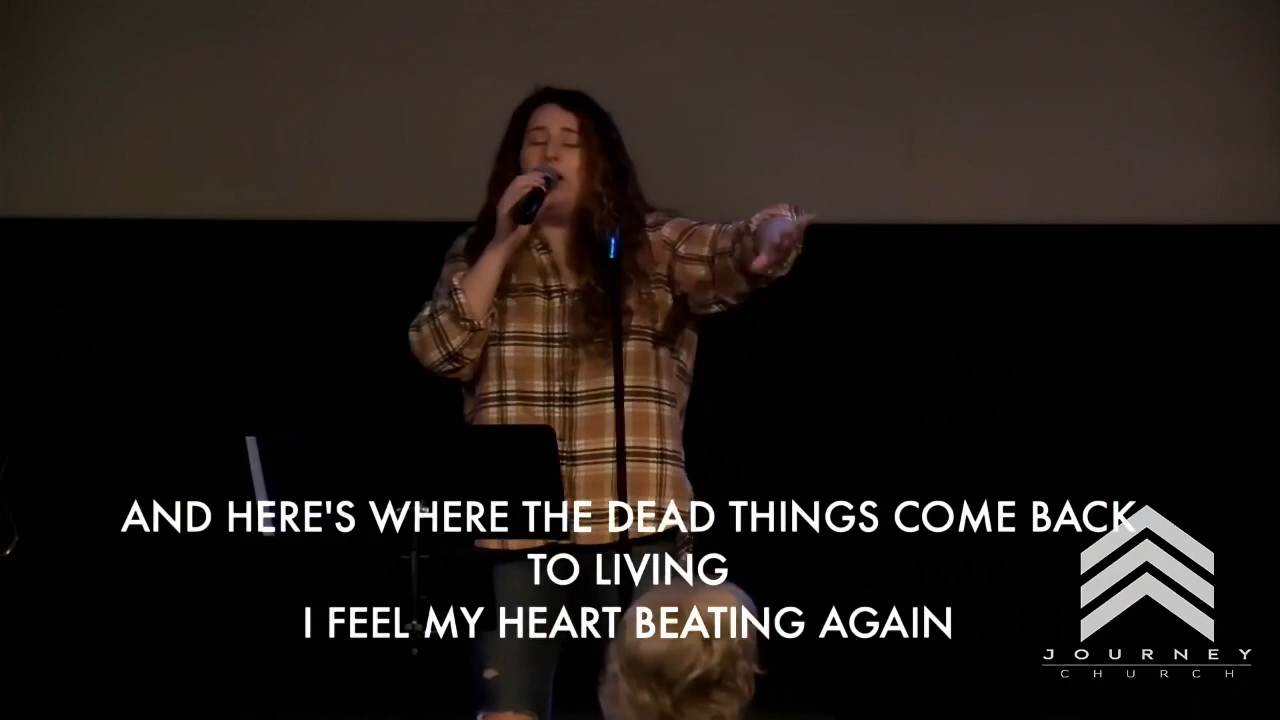 AND HERE'S WHERE THE DEAD THINGS COME BACK
TO LIVING
I FEEL MY HEART BEATING AGAIN
JOURNEY
CHURCH